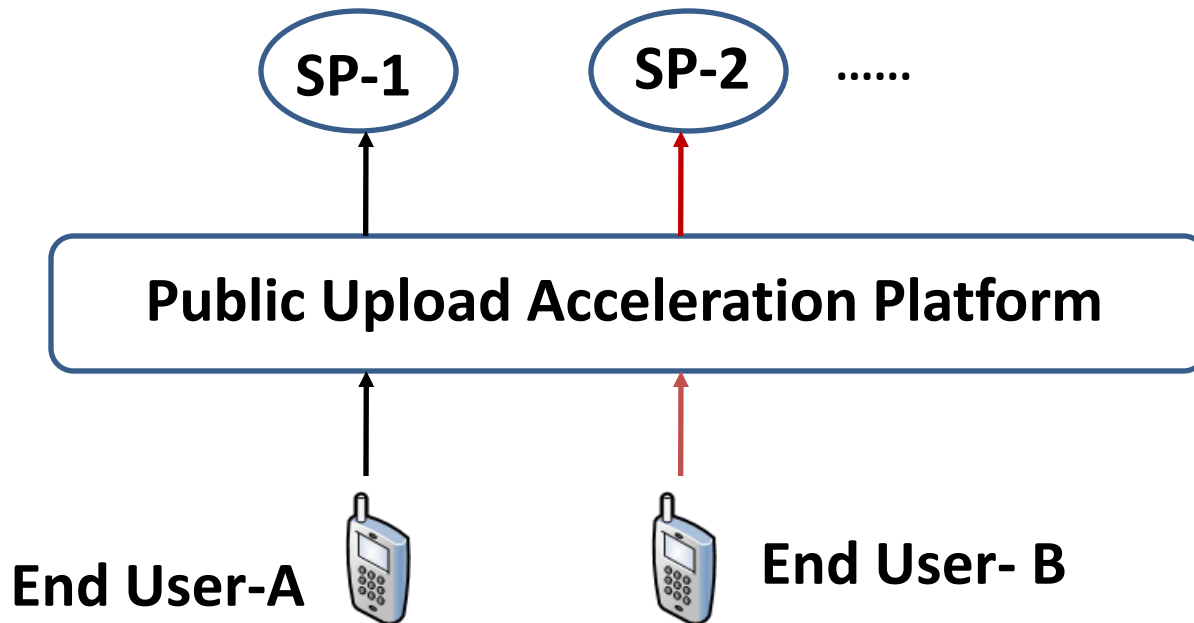 SP-1
SP-2 ......
Public Upload Acceleration Platform
End User-A
End User- B